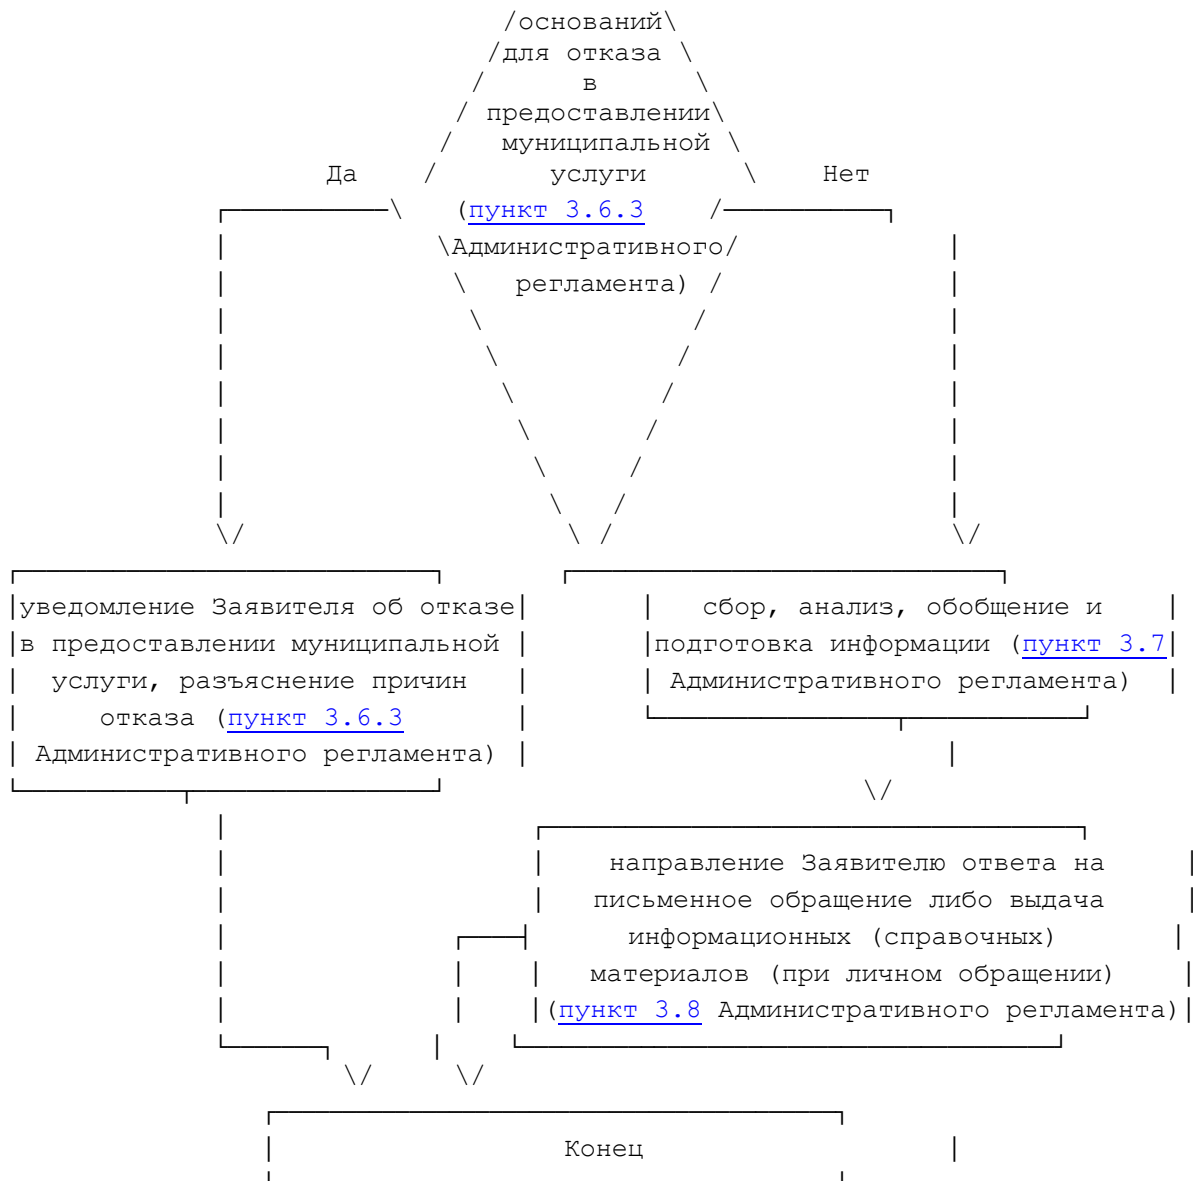 оснований
для отказа
в
предоставлении
муниципальной
Да услуги Нет
(пункт 3.6.3
Административного
регламента)
уведомление Заявителя об отказе
в предоставлении муниципальной
услуги, разъяснение причин
отказа (пункт 3.6.3
Административного регламента)
сбор, анализ, обобщение и
подготовка информации (пункт 3.7
Административного регламента)
направление Заявителю ответа на
письменное обращение либо выдача
информационных (справочных)
материалов (при личном обращении)
(пункт 3.8 Административного регламента)
Конец